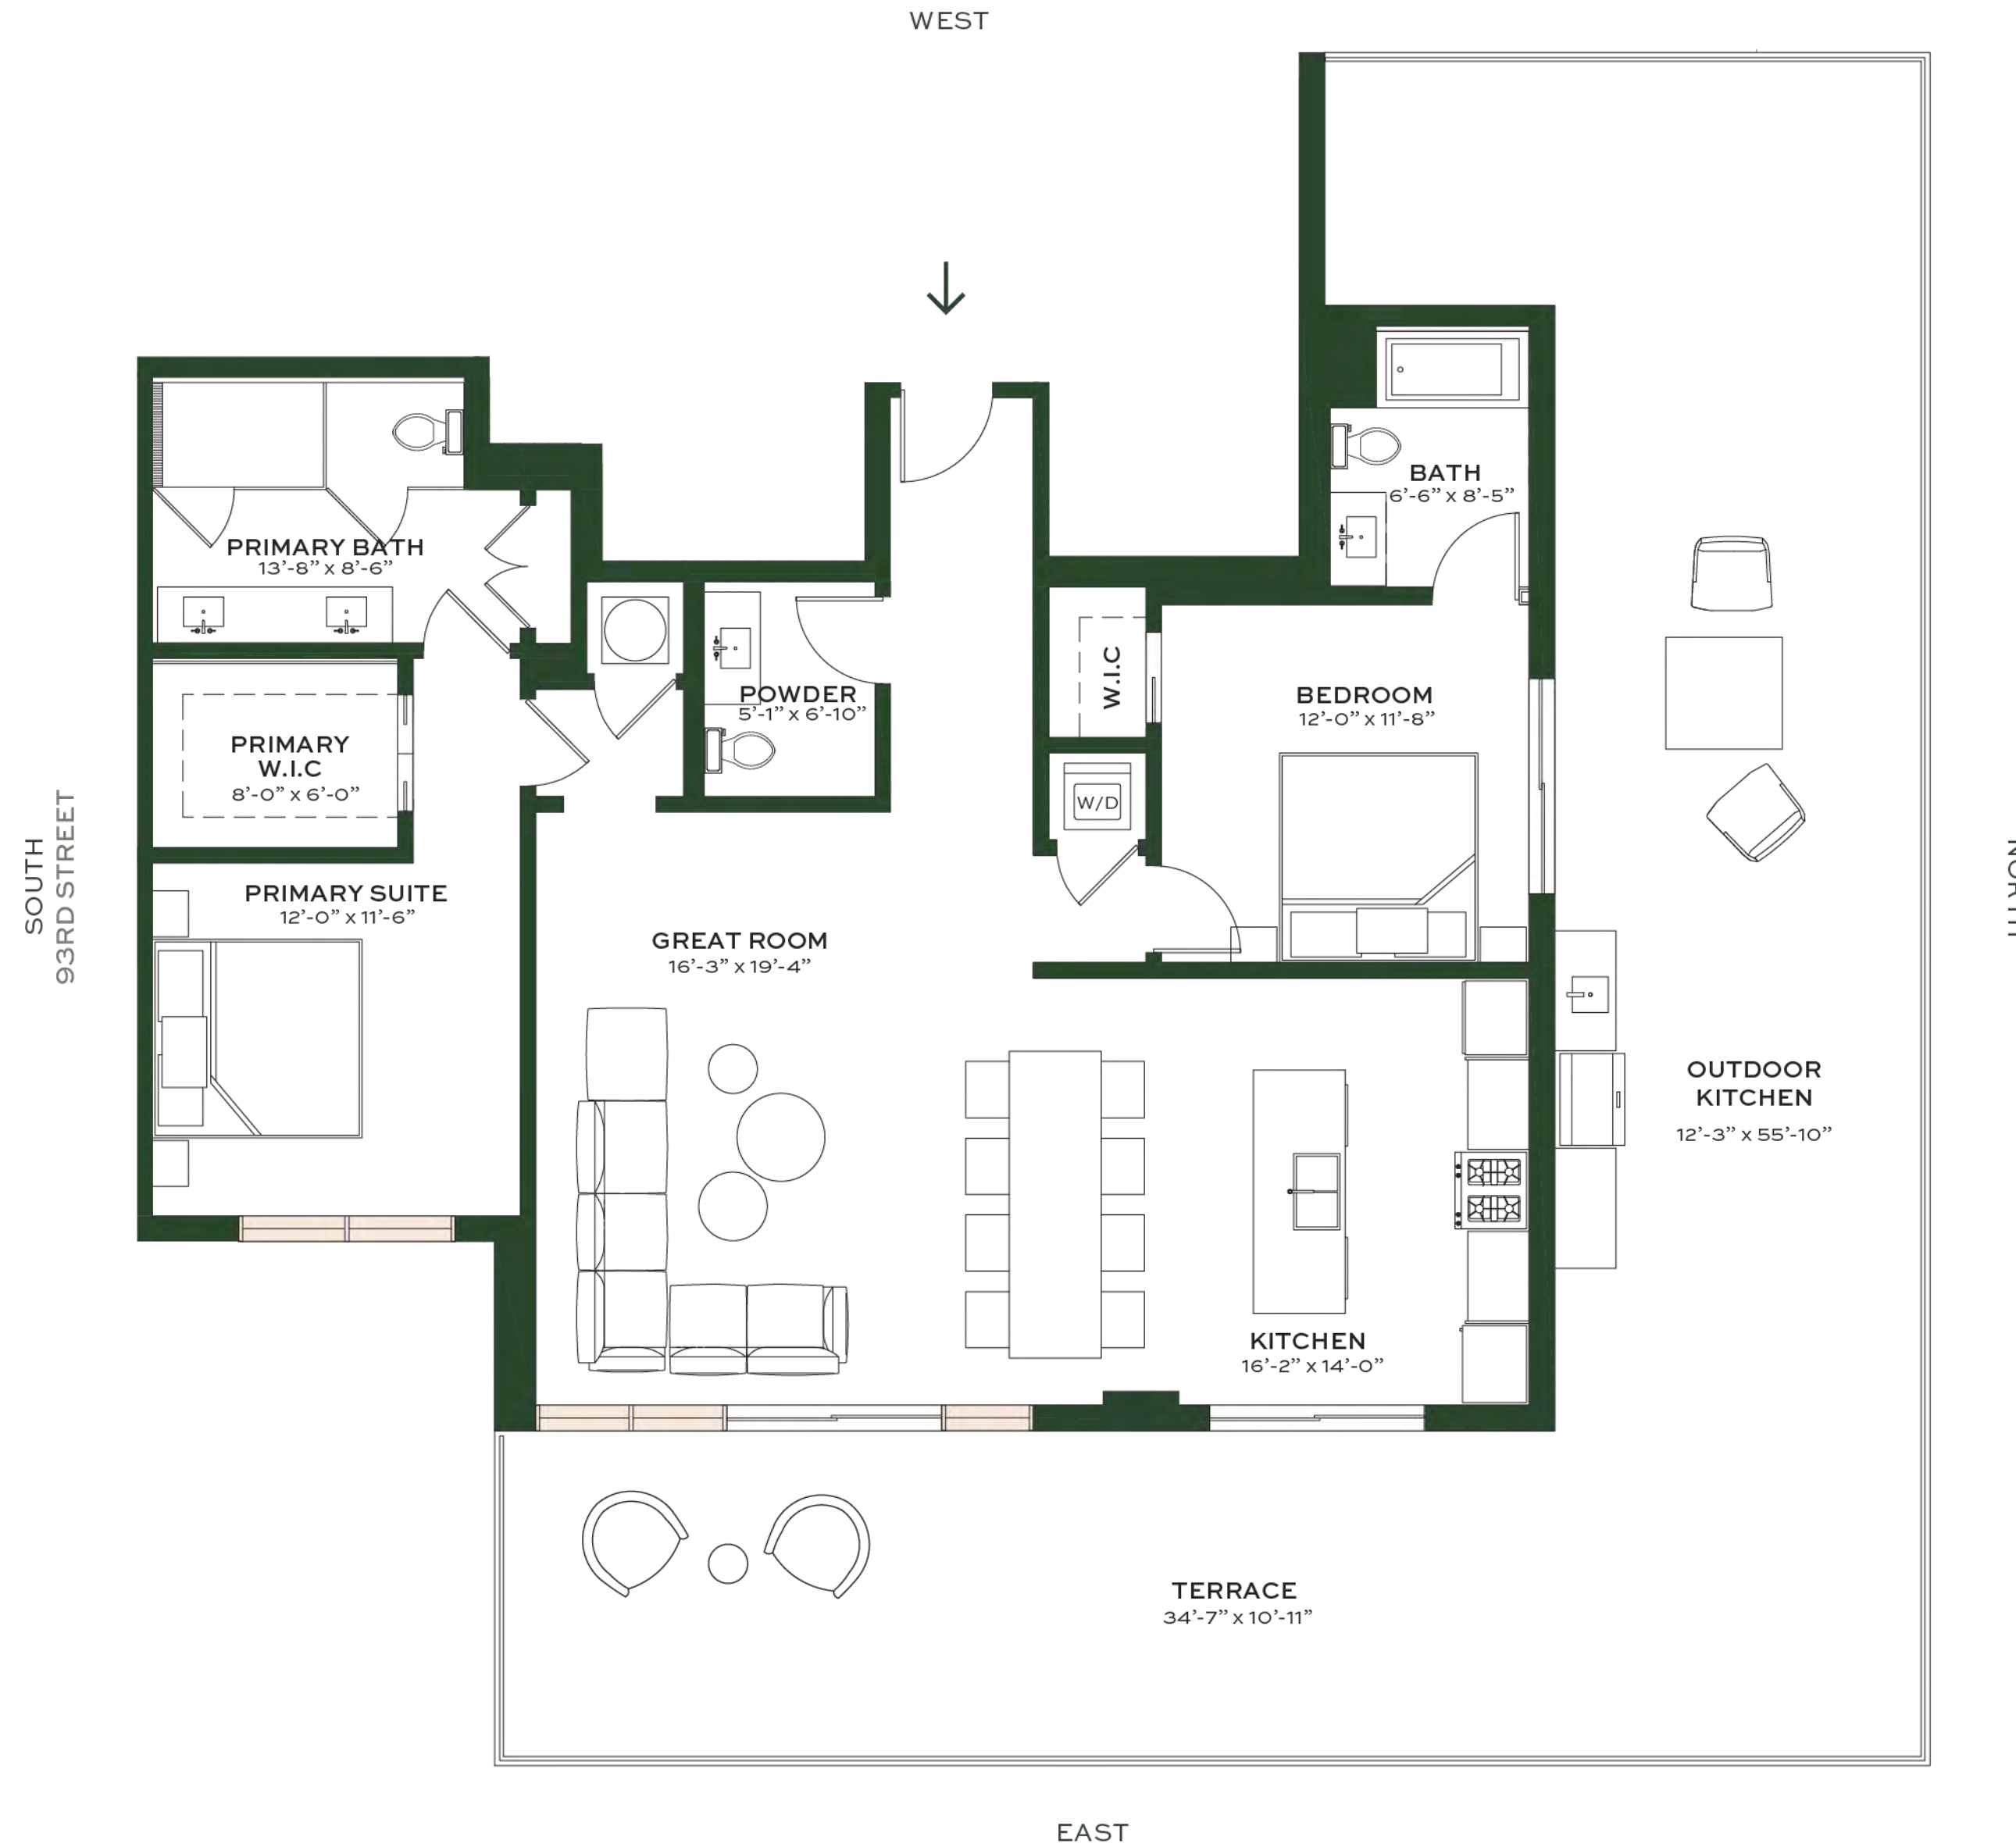 WEST
BATH
6'-6” x 8'-5”
PRIMARY BATH
13'-8” x 8'-6”
W.I.C
POWDER
5'-1” x 6'-10”
BEDROOM
12'-0” x 11'-8”
PRIMARY
W.I.C
8'-0” x 6'-0”
W/D
SOUTH
93RD STREET
PRIMARY SUITE
12'-0” x 11'-6”
GREAT ROOM
16'-3” x 19'-4”
OUTDOOR
KITCHEN
12'-3” x 55'-10”
KITCHEN
16'-2” x 14'-0”
TERRACE
34'-7” x 10'-11”
EAST